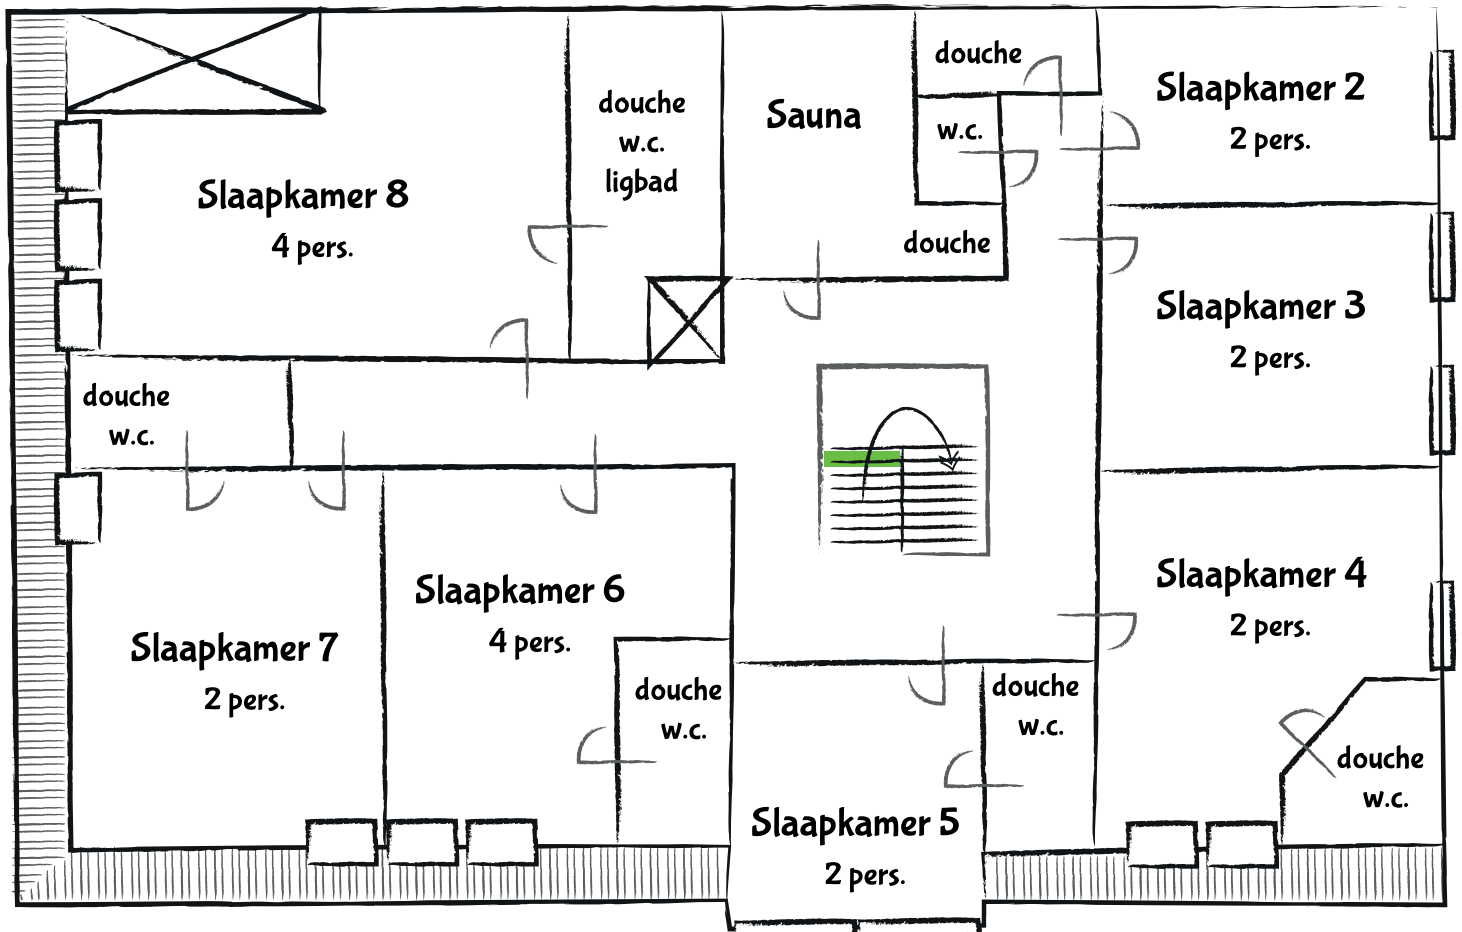 douche
w.c.
Sauna
douche
w.c.
ligbad
douche
Slaapkamer 2
2 pers.
Slaapkamer 8
4 pers.
Slaapkamer 3
2 pers.
douche
w.c.
Slaapkamer 7
2 pers.
Slaapkamer 6
4 pers.
douche
w.c.
Slaapkamer 5
2 pers.
douche
w.c.
Slaapkamer 4
2 pers.
douche
w.c.